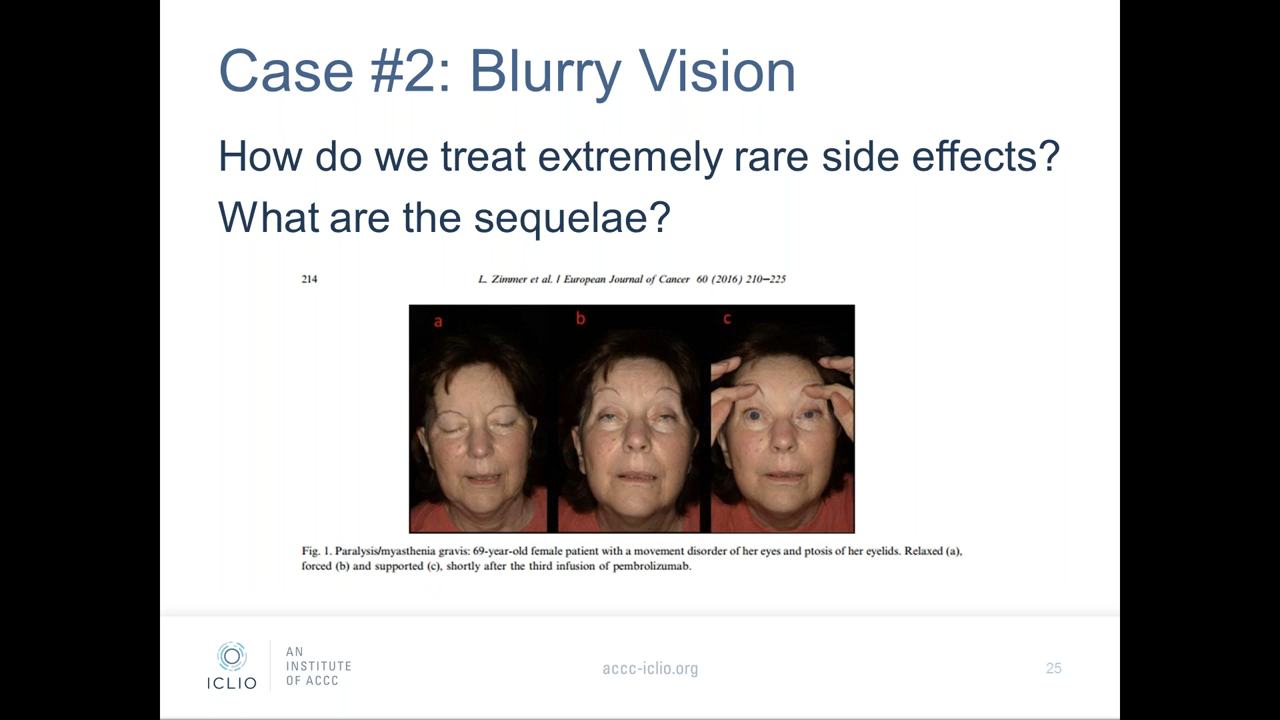 Case #2: Blurry Vision
How do we treat extremely rare side effects?
What are the sequelae?
214
L. Zimmer et al. / European Journal of Cancer 60 (2016) 210–225
a
b
c
Fig. 1. Paralysis/myasthenia gravis: 69-year-old female patient with a movement disorder of her eyes and ptosis of her eyelids. Relaxed (a),
forced (b) and supported (c), shortly after the third infusion of pembrolizumab.
ICLIO
AN
INSTITUTE
OF ACCC
accc-iclio.org
25